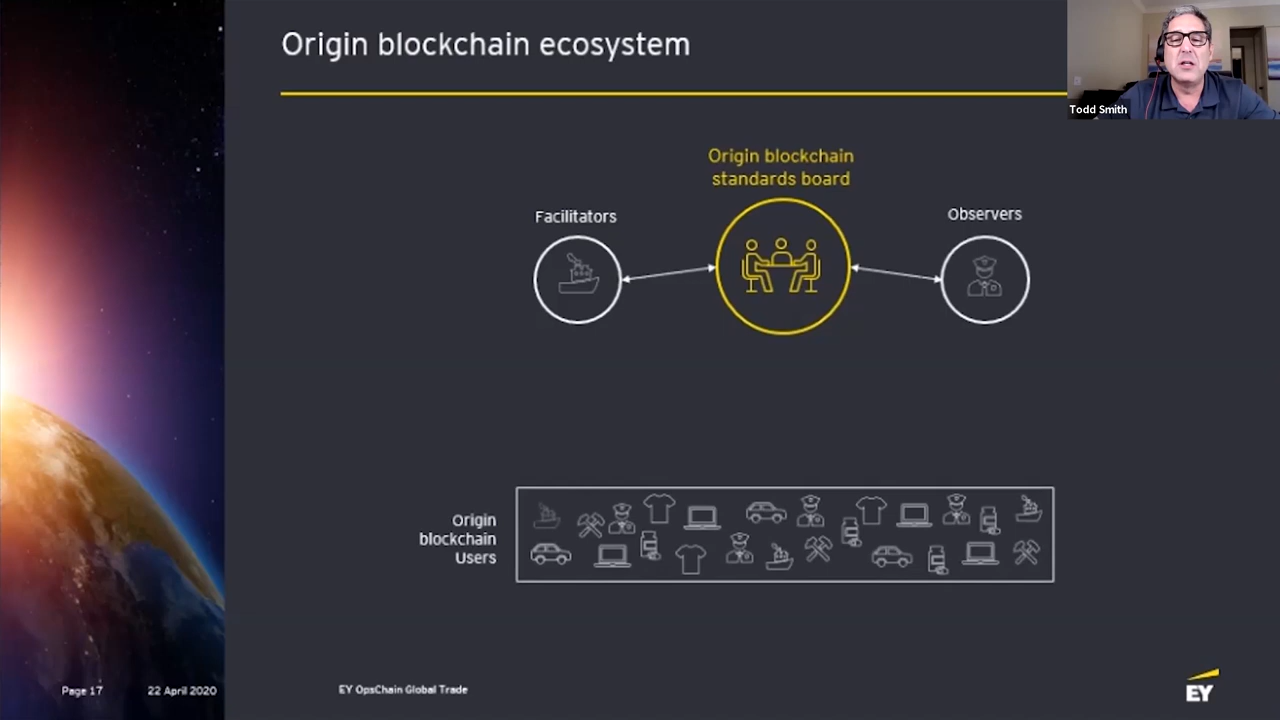 Origin blockchain ecosystem
Todd Smith
Origin blockchain
standards board
Facilitators
Observers
Origin
blockchain
Users
Page 17
22 April 2020
EY OpsChain Global Trade
EY